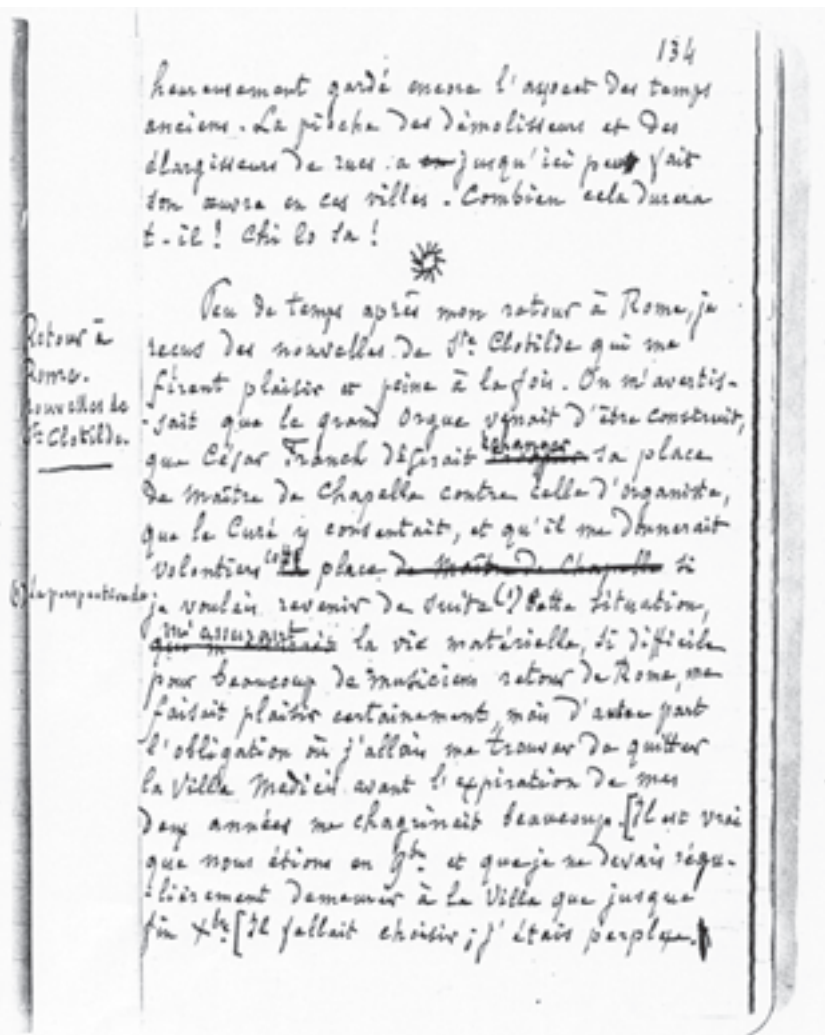 134
heureusement gardé encore l'aspect des temps
anciens. La pioche des démolisseurs et des
élargisseurs de rues a jusqu'ici peu fait
son œuvre en ces villes. Combien cela durera
t-il! Chi lo sa!
Peu de temps après mon retour à Rome, je
reçus des nouvelles de Ste Clotilde qui me
firent plaisir et peine à la fois. On m'avertis-
-sait que le grand Orgue venait d'être construit,
que César Franck désirait échanger sa place
de maître de Chapelle contre celle d'organiste,
que le Curé y consentait, et qu'il me donnerait
volontiers cette place de Maître de Chapelle si
je voulais revenir de suite (1) Cette situation,
m'assurant la vie matérielle, si difficile
pour beaucoup de musiciens retour de Rome, me
faisait plaisir certainement, mais d'autre part
l'obligation où j'allais me trouver de quitter
la Villa Medicis avant l'expiration de mes
deux années me chagrinait beaucoup. [Il est vrai
que nous étions en 9bre et que je ne devais régu-
-lièrement demeurer à la Villa que jusque
fin Xbre [Il fallait choisir; j'étais perplexe.
Retour à
Rome.
nouvelles de
Ste Clotilde.
(1) la perspective de